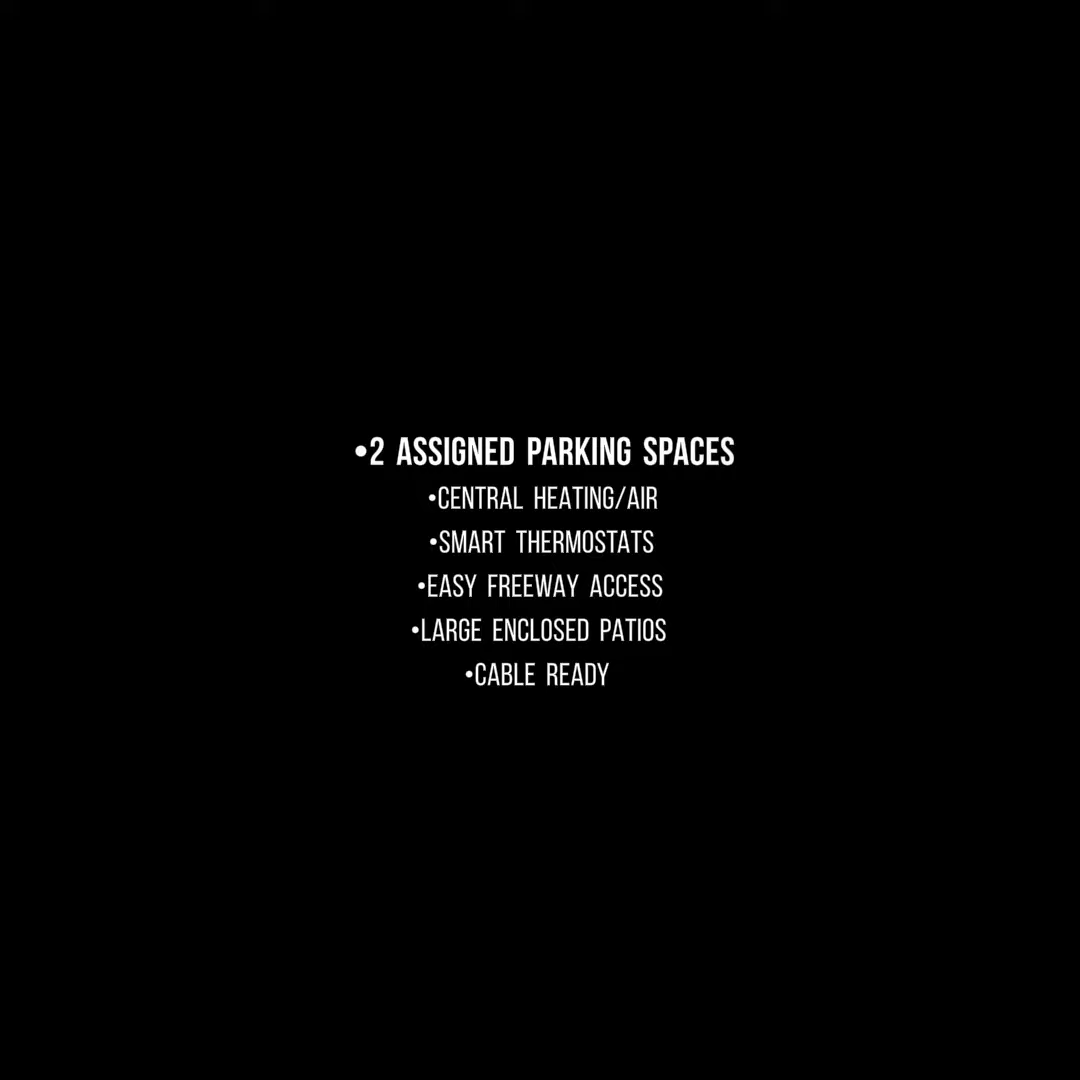 •2 ASSIGNED PARKING SPACES
•CENTRAL HEATING/AIR
•SMART THERMOSTATS
•EASY FREEWAY ACCESS
•LARGE ENCLOSED PATIOS
•CABLE READY